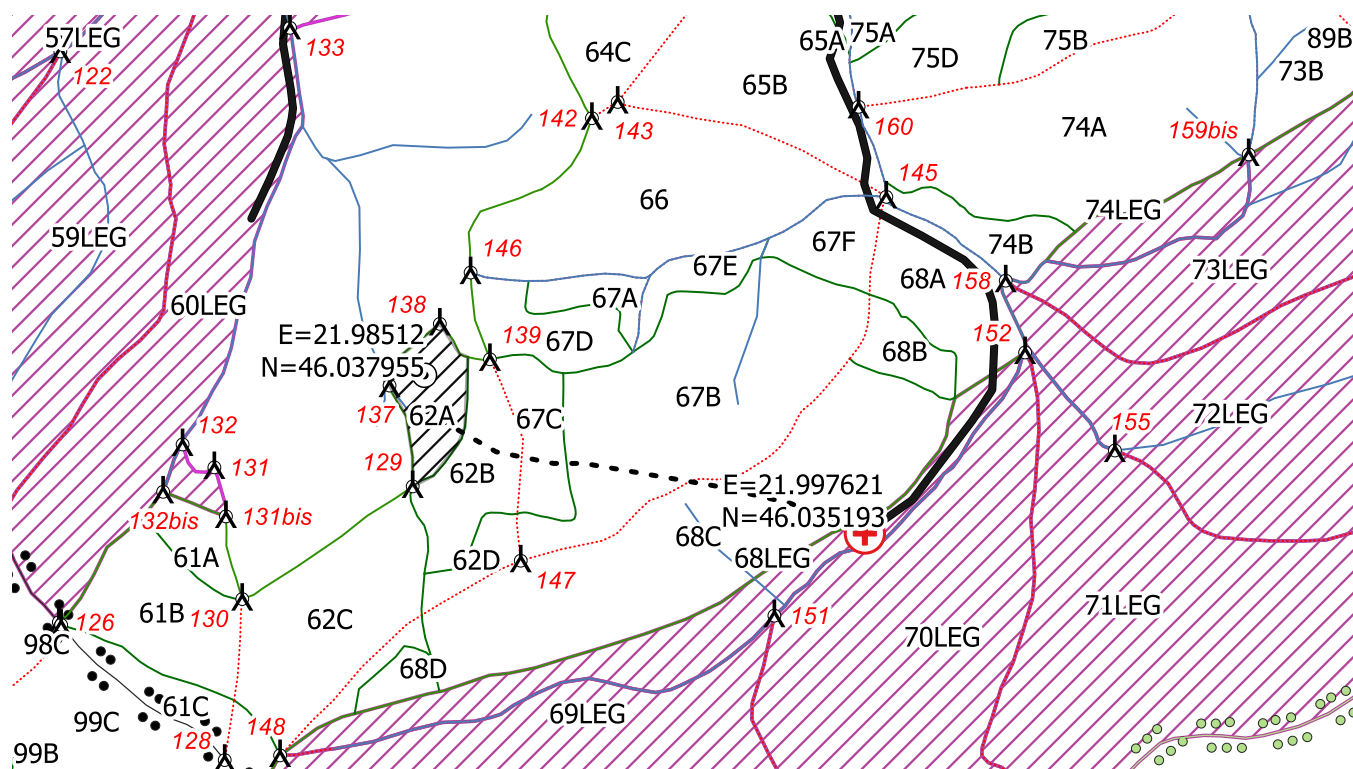 57LEG
133
64C
65A
75A
75D
75B
89B
73B
122
65B
142
143
160
74A
159bis
145
66
74LEG
59LEG
67F
74B
146
67E
68A
158
73LEG
60LEG
138
67A
E=21.98512
139
67D
152
N=46.037955
68B
137
62A
67C
67B
72LEG
132
155
129
131
62B
E=21.997621
132bis
131bis
N=46.035193
68C
61A
62D
68LEG
147
61B
130
62C
71LEG
126
151
98C
70LEG
68D
61C
99C
69LEG
148
128
99B